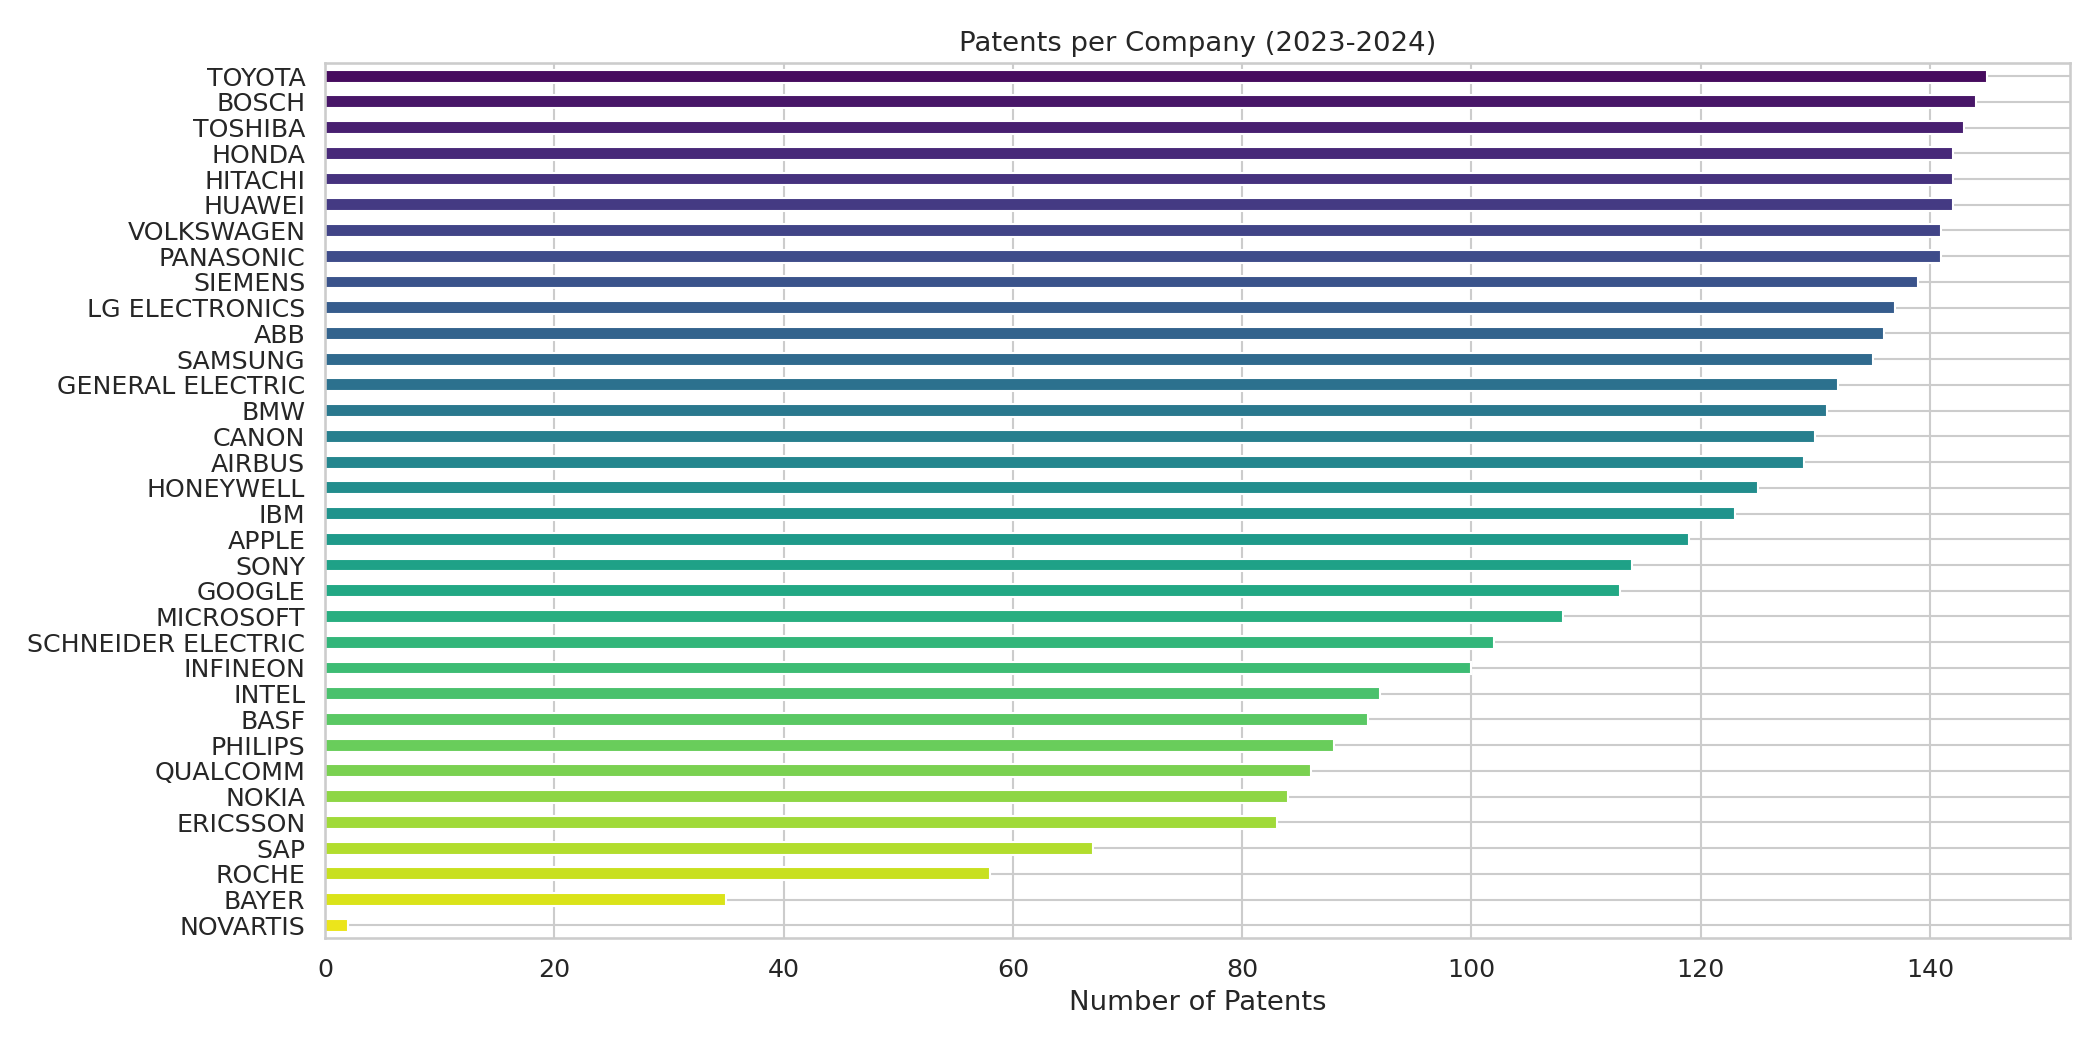 Patents per Company (2023-2024)
TOYOTA
BOSCH
TOSHIBA
HONDA
HITACHI
HUAWEI
VOLKSWAGEN
PANASONIC
SIEMENS
LG ELECTRONICS
ABB
SAMSUNG
GENERAL ELECTRIC
BMW
CANON
AIRBUS
HONEYWELL
IBM
APPLE
SONY
GOOGLE
MICROSOFT
SCHNEIDER ELECTRIC
INFINEON
INTEL
BASF
PHILIPS
QUALCOMM
NOKIA
ERICSSON
SAP
ROCHE
BAYER
NOVARTIS
0 20 40 60 80 100 120 140
Number of Patents